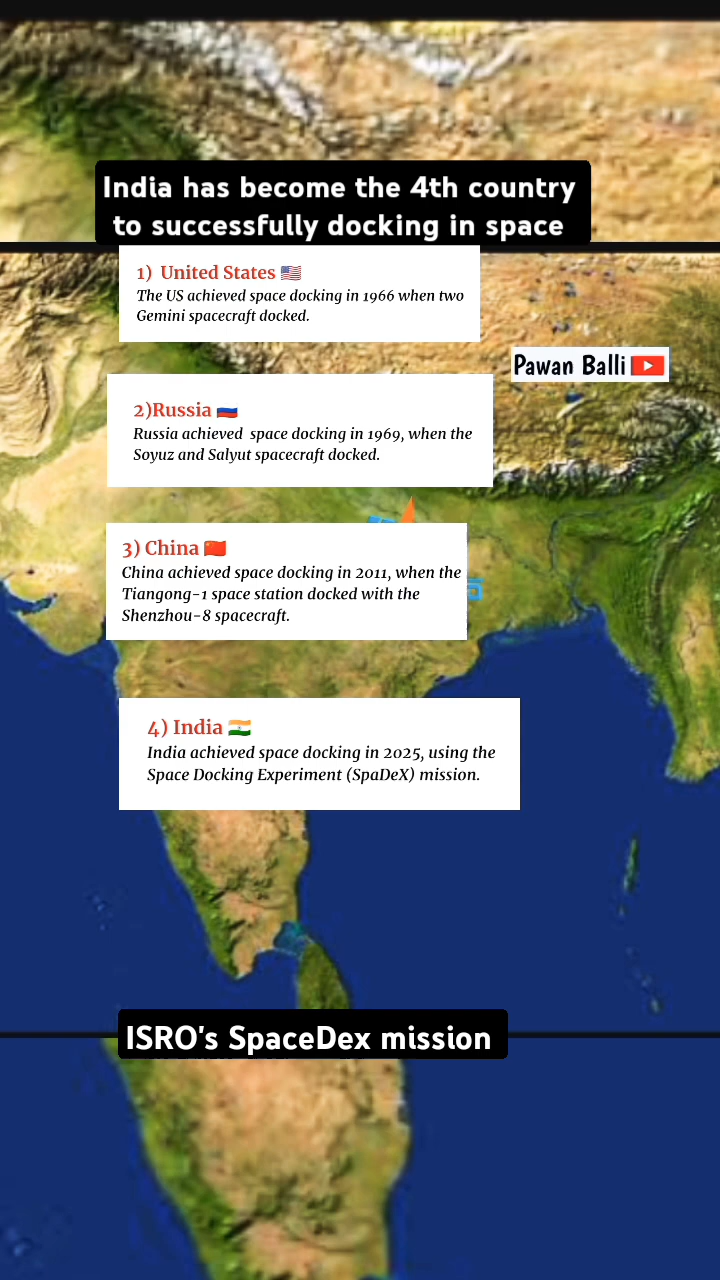 India has become the 4th country
to successfully docking in space
1) United States 🇺🇸
The US achieved space docking in 1966 when two
Gemini spacecraft docked.
Pawan Balli
2)Russia 🇷🇺
Russia achieved space docking in 1969, when the
Soyuz and Salyut spacecraft docked.
3) China 🇨🇳
China achieved space docking in 2011, when the
Tiangong-1 space station docked with the
Shenzhou-8 spacecraft.
4) India 🇮🇳
India achieved space docking in 2025, using the
Space Docking Experiment (SpaDeX) mission.
ISRO's SpaceDex mission